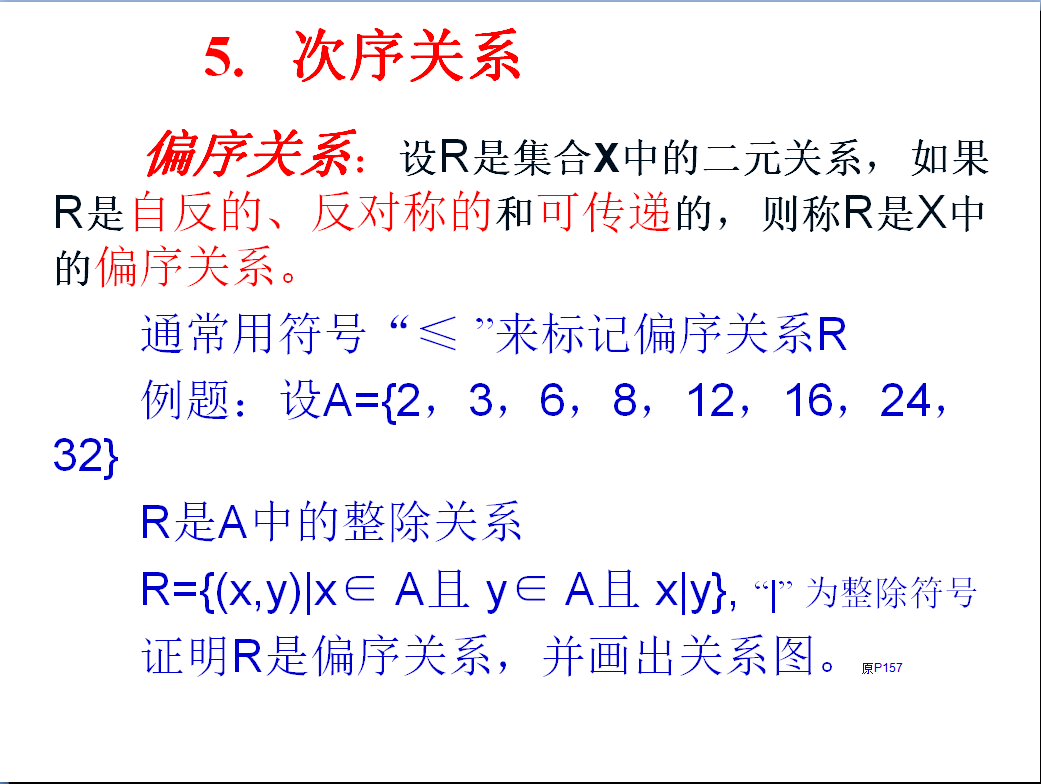 5. 次序关系
偏序关系：设R是集合X中的二元关系，如果
R是自反的、反对称的和可传递的，则称R是X中
的偏序关系。
通常用符号“≤ ”来标记偏序关系R
例题：设A={2，3，6，8，12，16，24，
32}
R是A中的整除关系
R={(x,y)|x∈ A且 y∈ A且 x|y}, “|” 为整除符号
证明R是偏序关系，并画出关系图。原P157